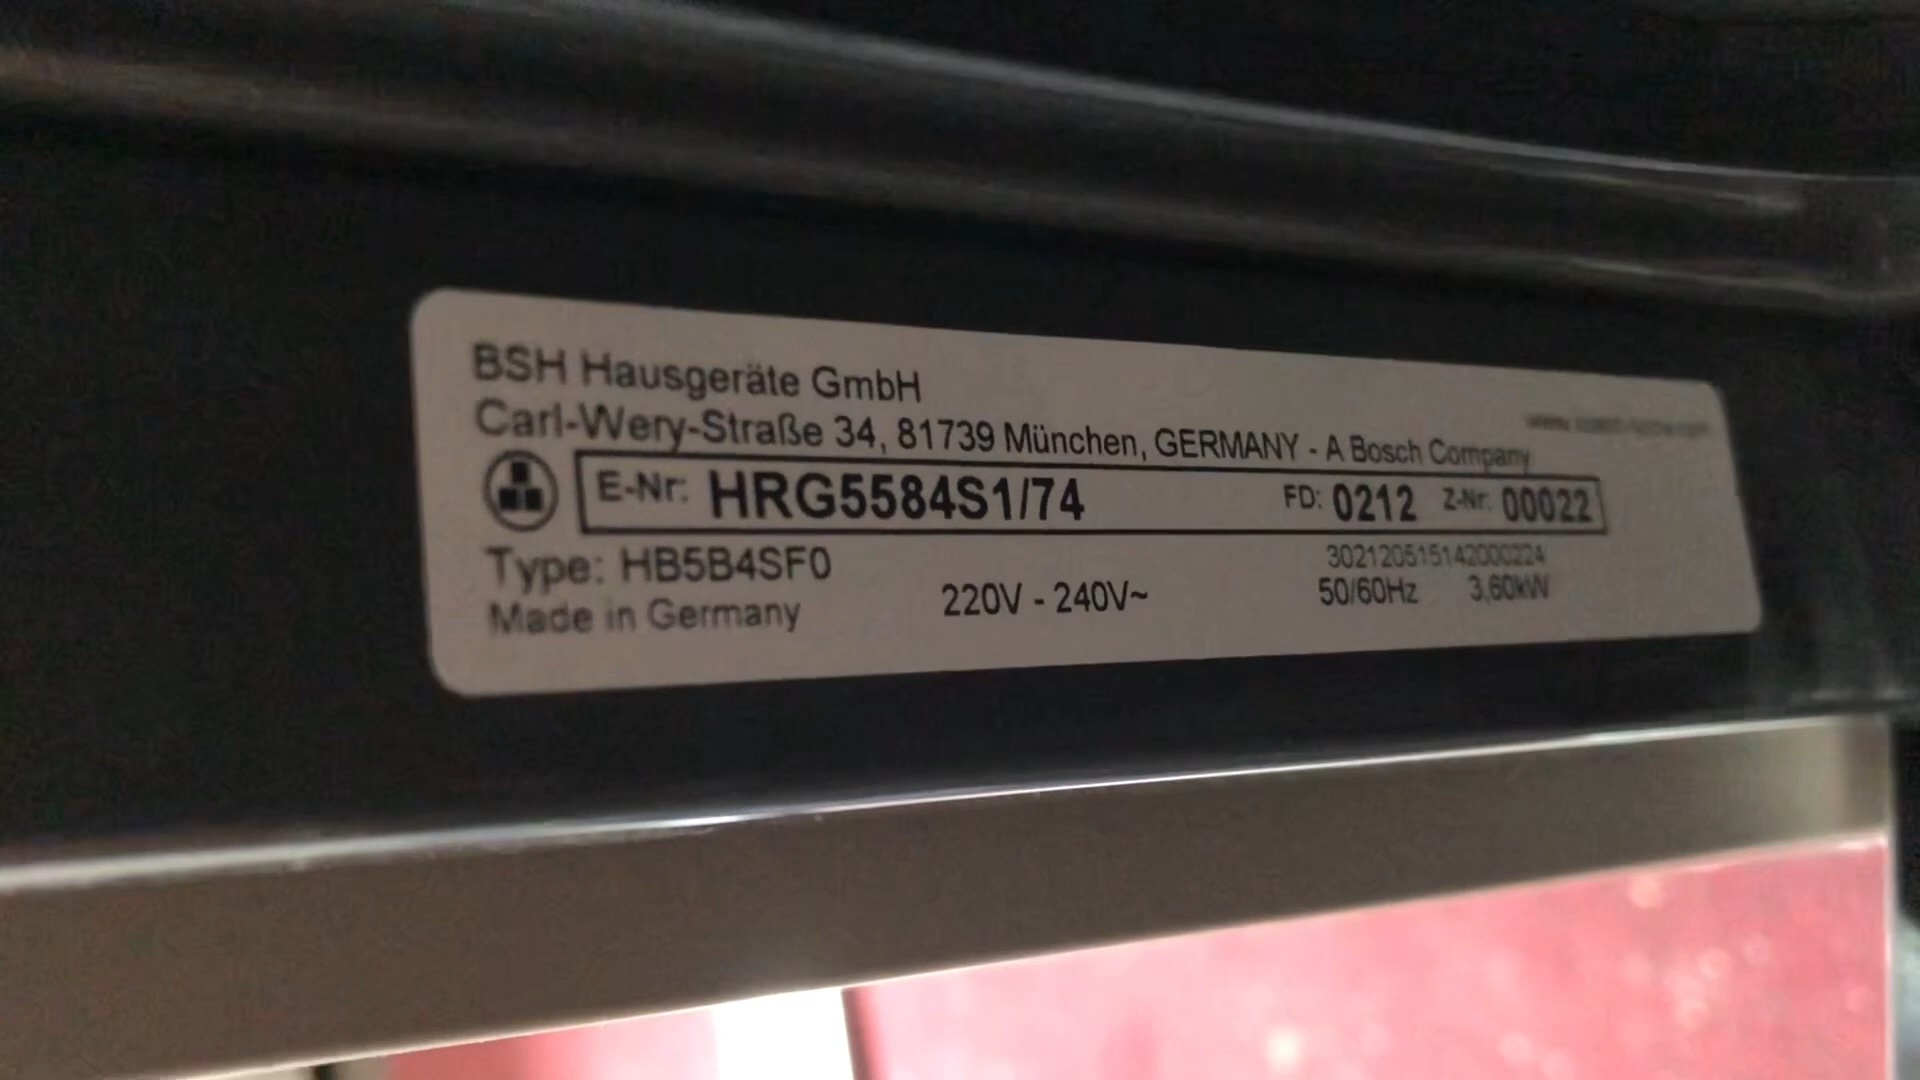 BSH Hausgeräte GmbH
Carl-Wery-Straße 34, 81739 München, GERMANY - A Bosch Company
E-Nr: HRG5584S1/74 FD: 0212 Z-Nr: 00022
Type: HB5B4SF0
302120515142000224
Made in Germany 220V - 240V~ 50/60Hz 3,60kW